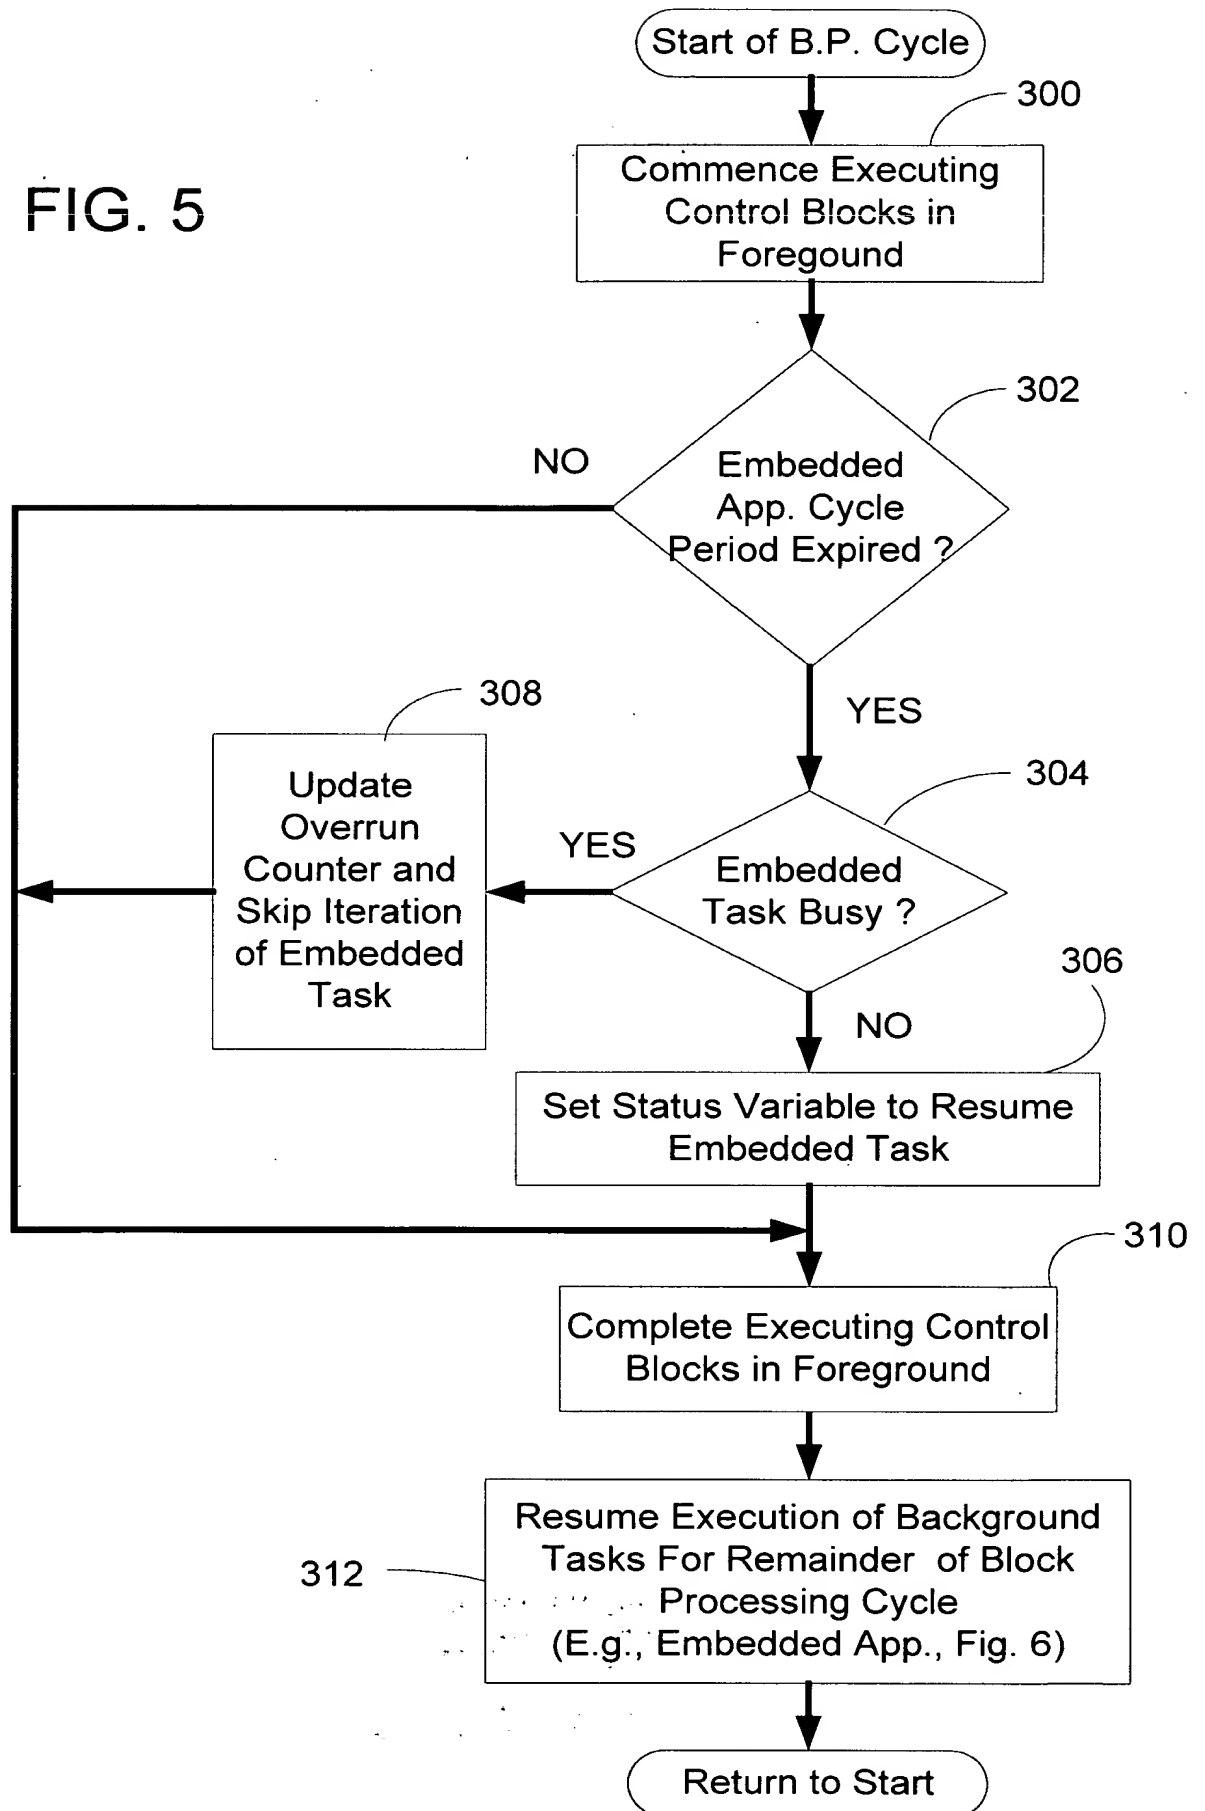 Start of B.P. Cycle
300
Commence Executing
Control Blocks in
Foregound
FIG. 5
302
NO
Embedded
App. Cycle
Period Expired ?
YES
308
Update
Overrun
Counter and
Skip Iteration
of Embedded
Task
304
YES
Embedded
Task Busy ?
306
NO
Set Status Variable to Resume
Embedded Task
310
Complete Executing Control
Blocks in Foreground
312
Resume Execution of Background
Tasks For Remainder of Block
Processing Cycle
(E.g., Embedded App., Fig. 6)
Return to Start